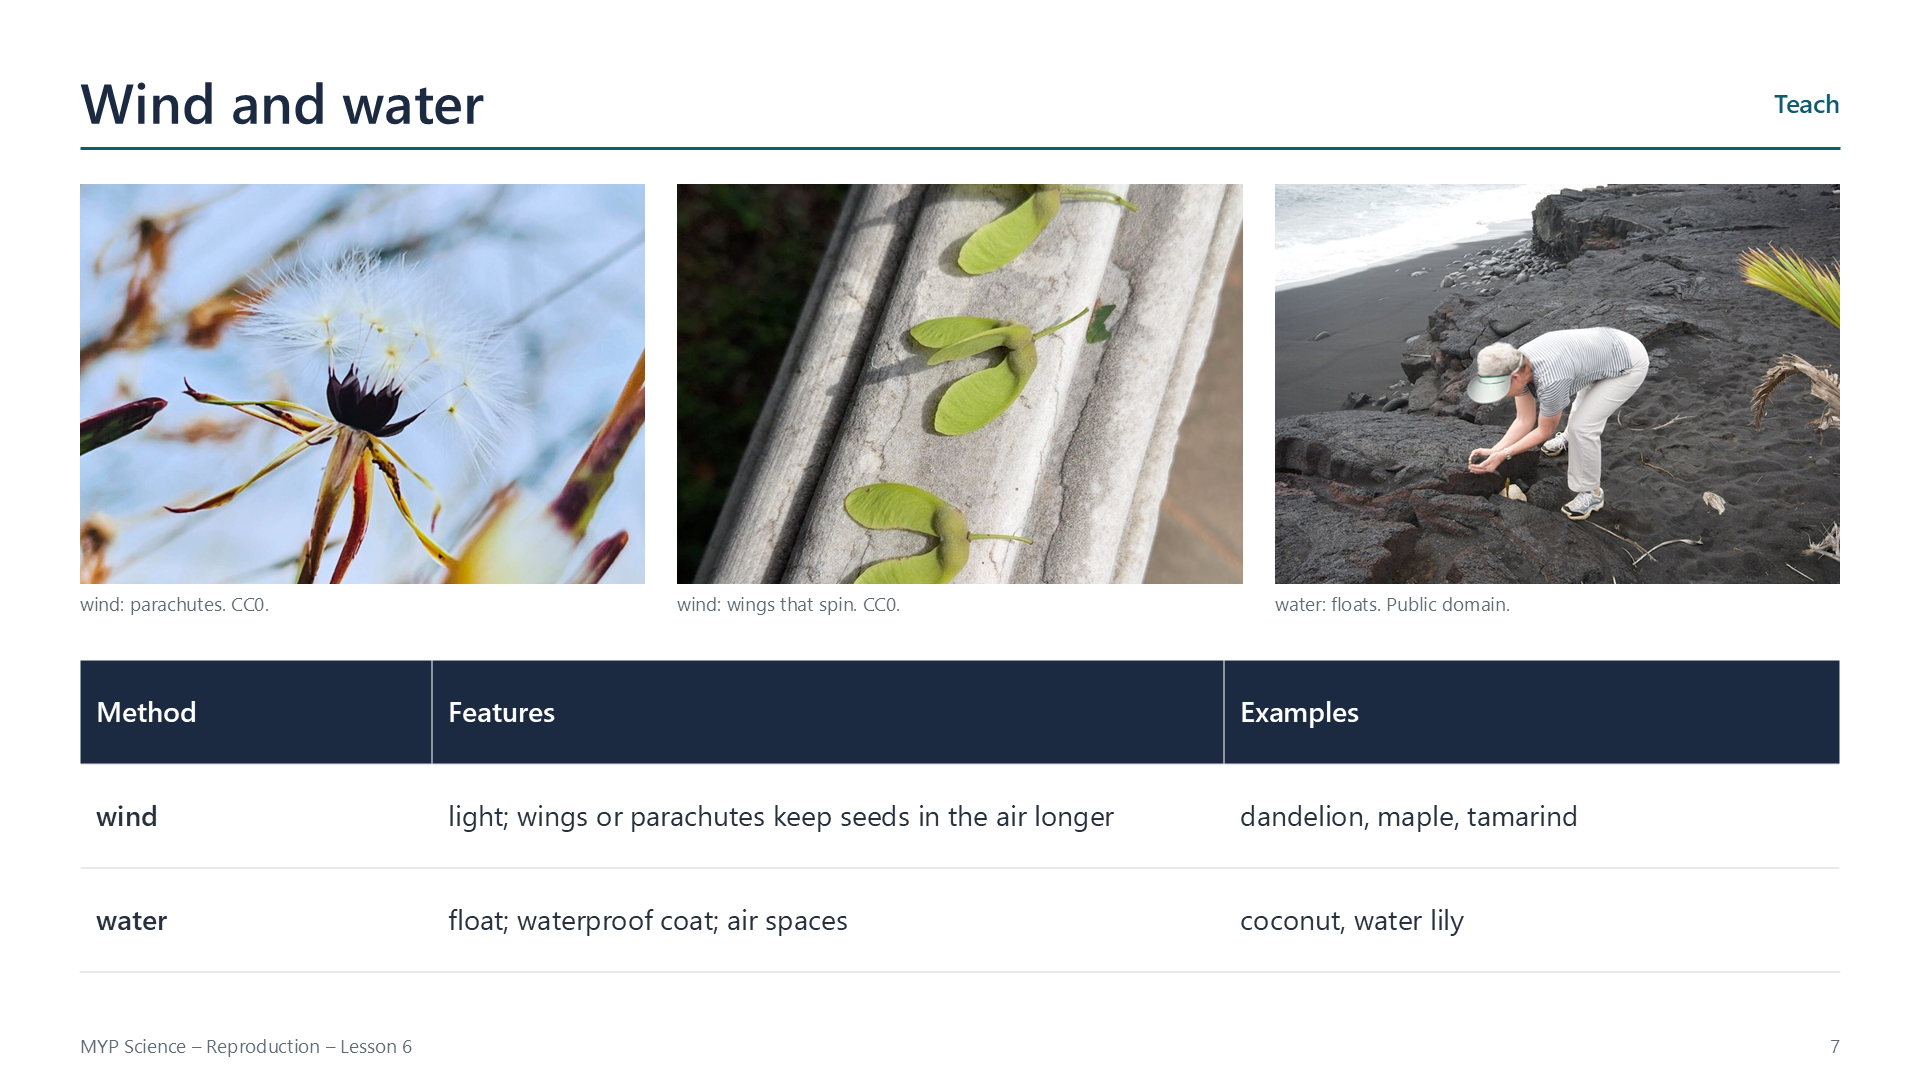 Wind and water
Teach
wind: parachutes. CC0.
wind: wings that spin. CC0.
water: floats. Public domain.
Method Features Examples
wind light; wings or parachutes keep seeds in the air longer dandelion, maple, tamarind
water float; waterproof coat; air spaces coconut, water lily
MYP Science – Reproduction – Lesson 6
7